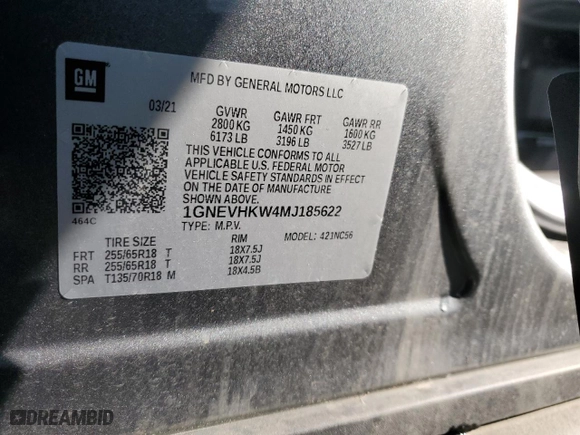 GM
MFD BY GENERAL MOTORS LLC
03/21
GVWR GAWR FRT GAWR RR
2800 KG 1450 KG 1600 KG
6173 LB 3196 LB 3527 LB
THIS VEHICLE CONFORMS TO ALL
APPLICABLE U.S. FEDERAL MOTOR
VEHICLE SAFETY STANDARDS IN EFFECT
ON THE DATE OF MANUFACTURE
SHOWN ABOVE.
1GNEVHKW4MJ185622
464C
TYPE: M.P.V.
MODEL: 421NC56
TIRE SIZE RIM
FRT 255/65R18 T 18X7.5J
RR 255/65R18 T 18X7.5J
SPA T135/70R18 M 18X4.5B
DREAMBID